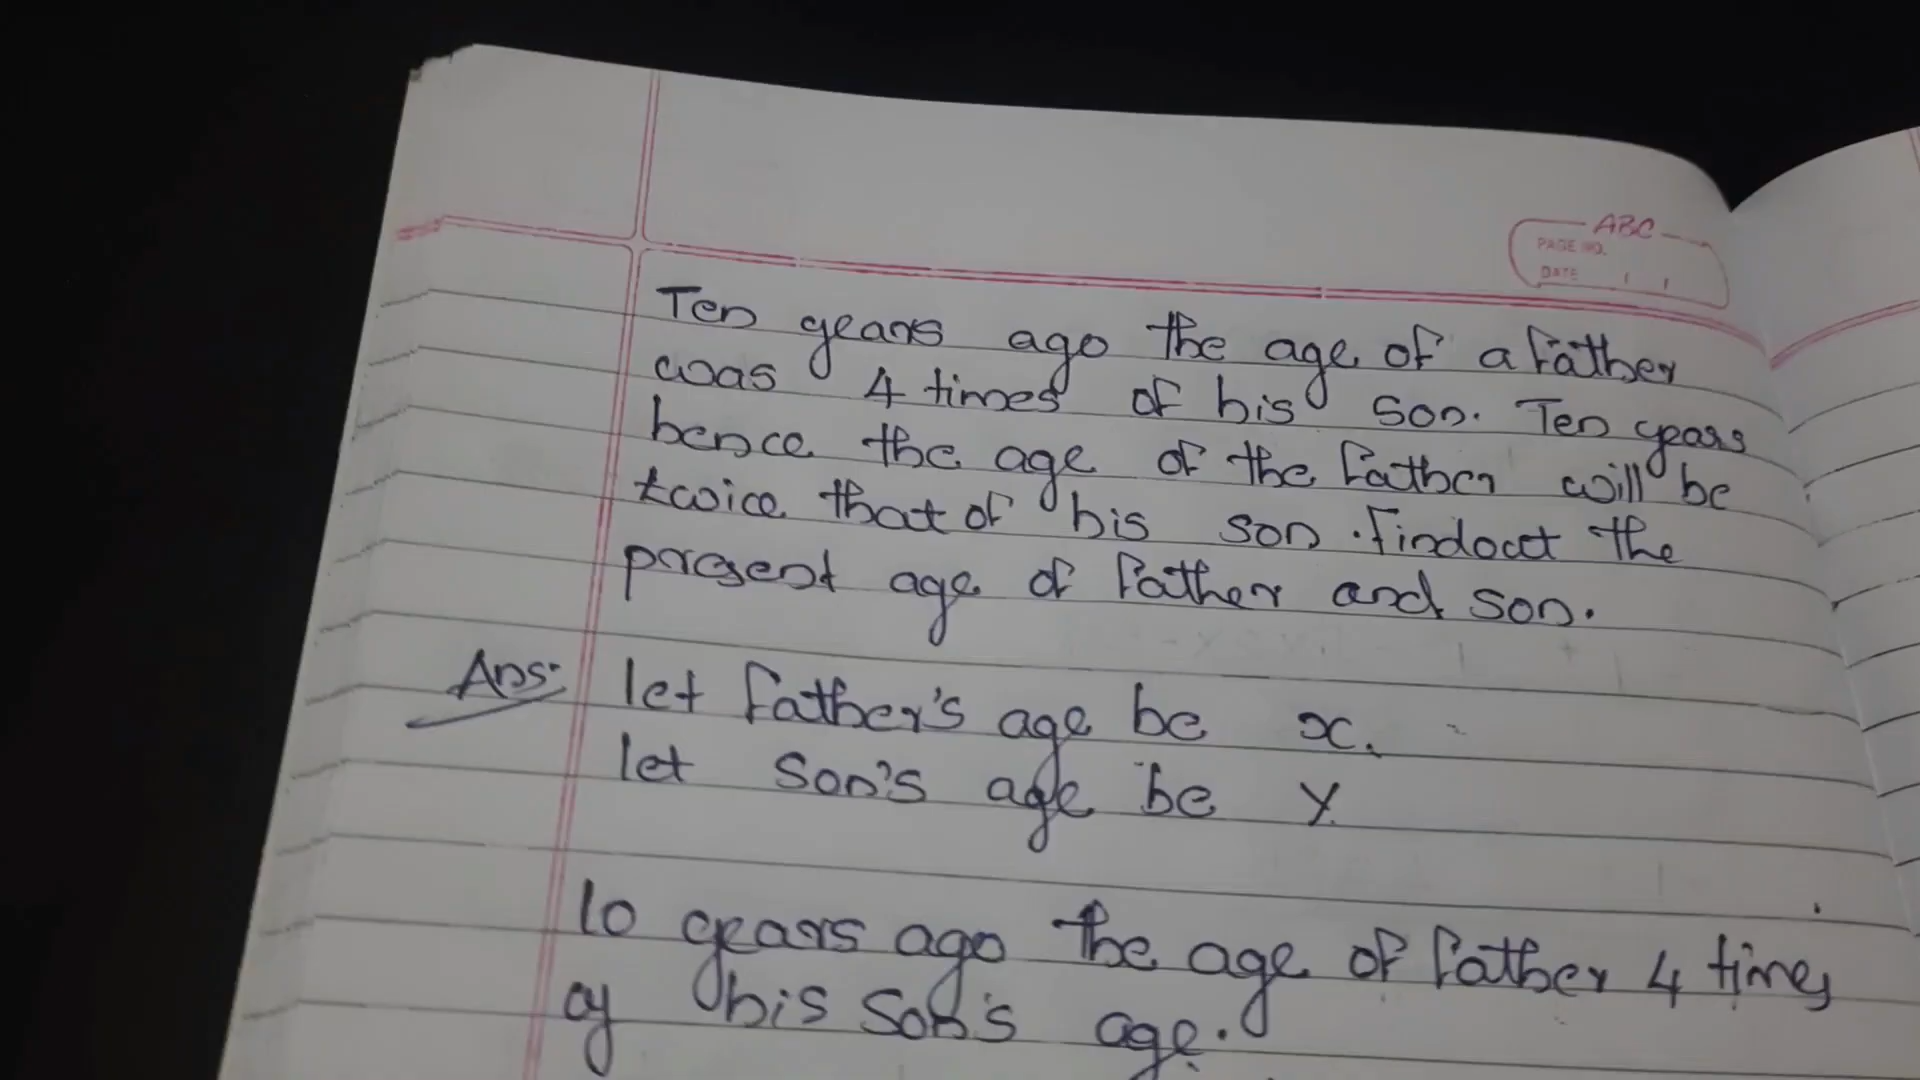 ABC
PAGE NO.
DATE
Ten years ago the age of a father
was 4 times of his son. Ten years
hence the age of the father will be
twice that of his son. Findout the
present age of father and son.
Ans: let father's age be x.
let son's age be y
10 years ago the age of father 4 times
of his son's age.